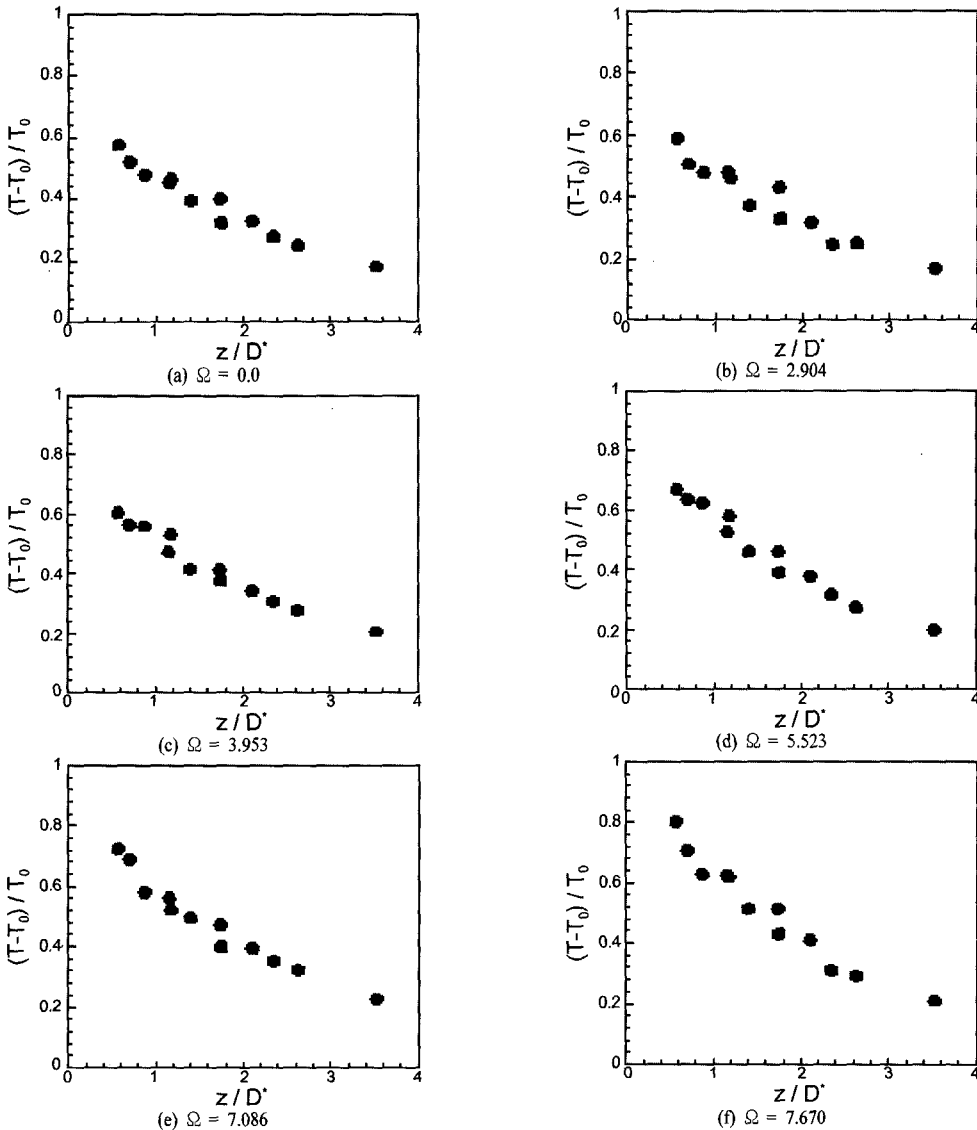 1
0.8
0.6
0.4
0.2
0
(T-T₀) / T₀
0 1 2 3 4
z / D*
(a) Ω = 0.0
1
0.8
0.6
0.4
0.2
0
(T-T₀) / T₀
0 1 2 3 4
z / D*
(b) Ω = 2.904
1
0.8
0.6
0.4
0.2
0
(T-T₀) / T₀
0 1 2 3 4
z / D*
(c) Ω = 3.953
1
0.8
0.6
0.4
0.2
0
(T-T₀) / T₀
0 1 2 3 4
z / D*
(d) Ω = 5.523
1
0.8
0.6
0.4
0.2
0
(T-T₀) / T₀
0 1 2 3 4
z / D*
(e) Ω = 7.086
1
0.8
0.6
0.4
0.2
0
(T-T₀) / T₀
0 1 2 3 4
z / D*
(f) Ω = 7.670